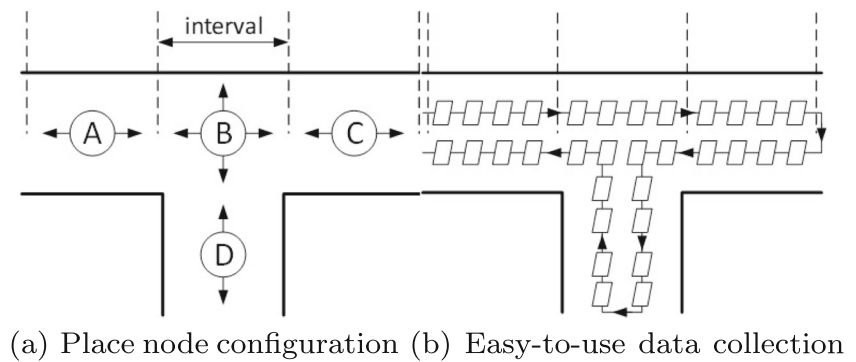 interval
A B C
D
(a) Place node configuration (b) Easy-to-use data collection